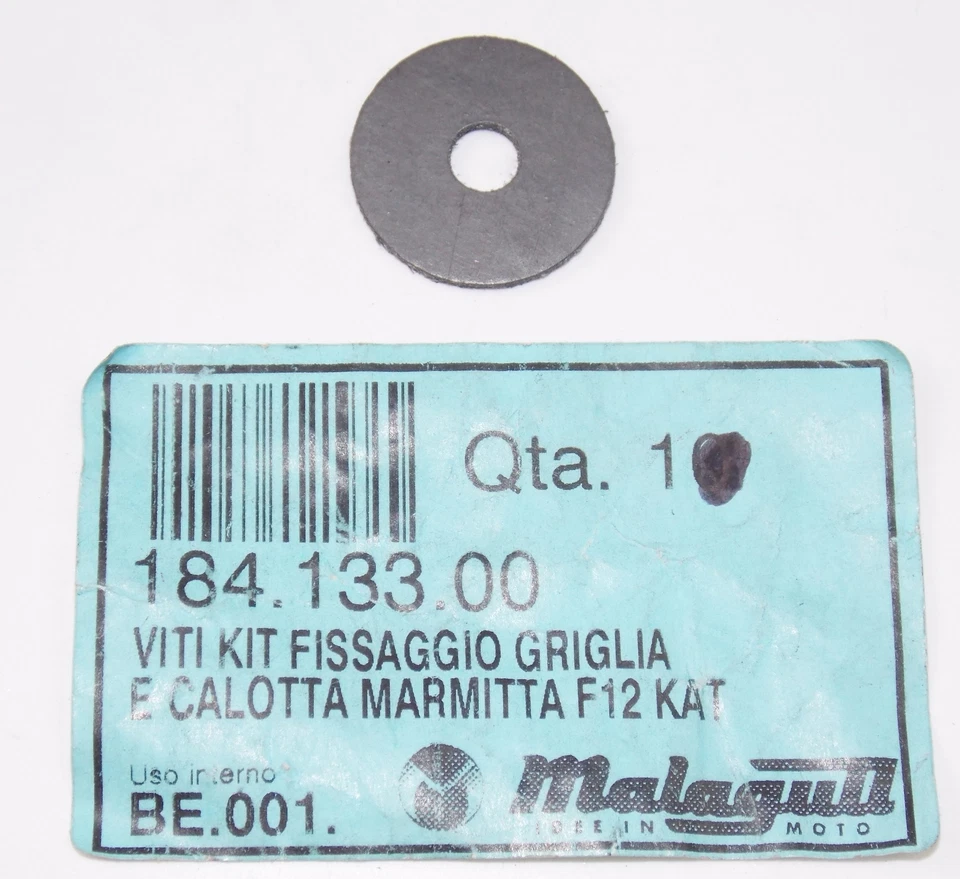 Qta. 1
184.133.00
VITI KIT FISSAGGIO GRIGLIA
E CALOTTA MARMITTA F12 KAT
Uso interno
BE.001.
Malaguti
IDEE IN MOTO